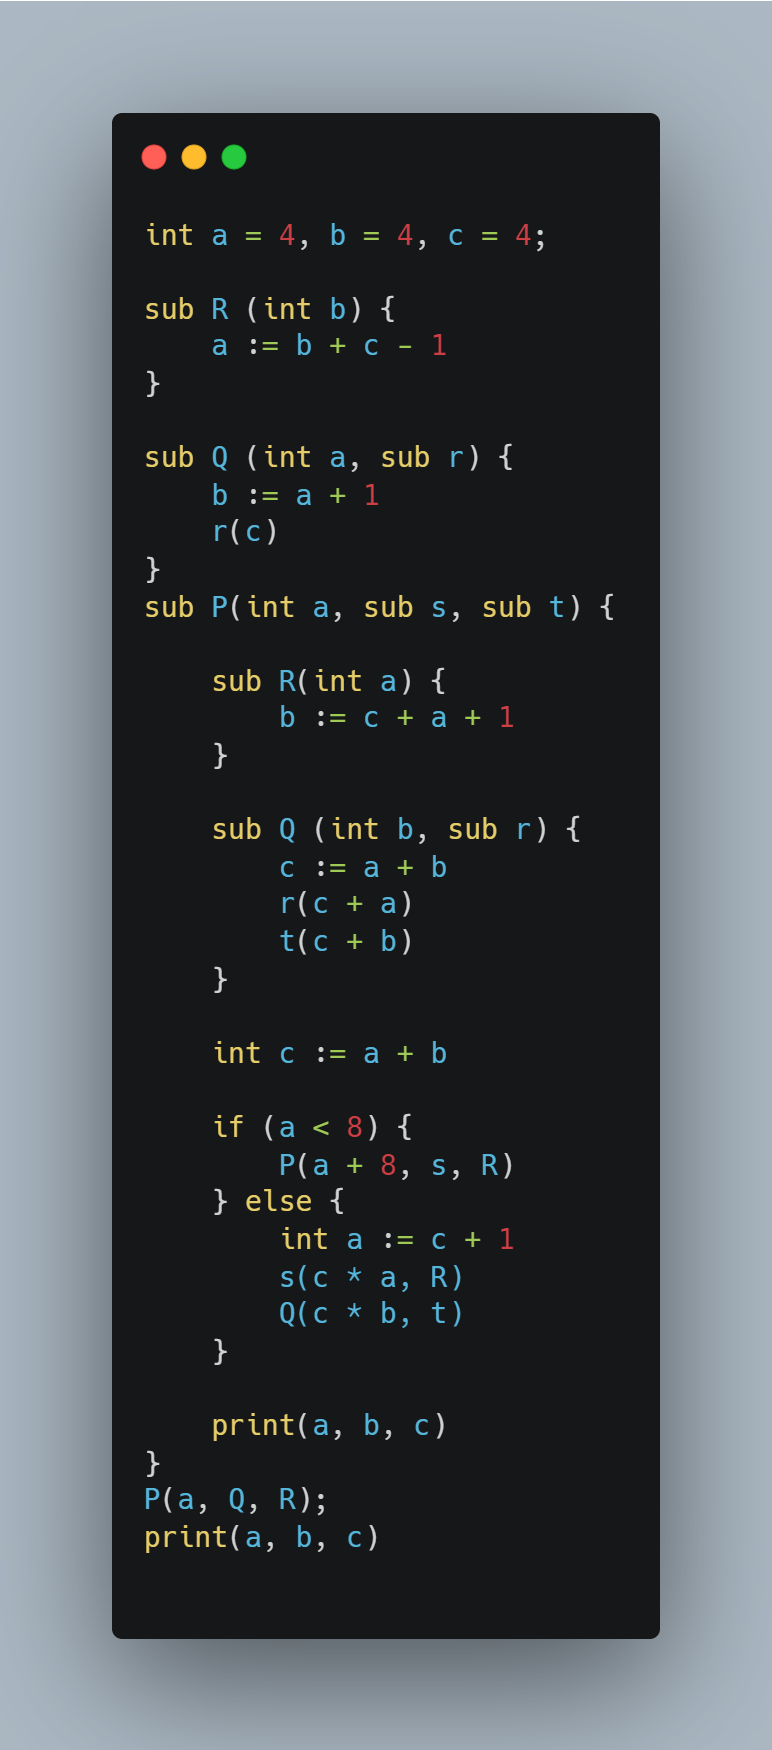 int a = 4, b = 4, c = 4;
sub R (int b) {
    a := b + c - 1
}
sub Q (int a, sub r) {
    b := a + 1
    r(c)
}
sub P(int a, sub s, sub t) {
    sub R(int a) {
        b := c + a + 1
    }
    sub Q (int b, sub r) {
        c := a + b
        r(c + a)
        t(c + b)
    }
    int c := a + b
    if (a < 8) {
        P(a + 8, s, R)
    } else {
        int a := c + 1
        s(c * a, R)
        Q(c * b, t)
    }
    print(a, b, c)
}
P(a, Q, R);
print(a, b, c)